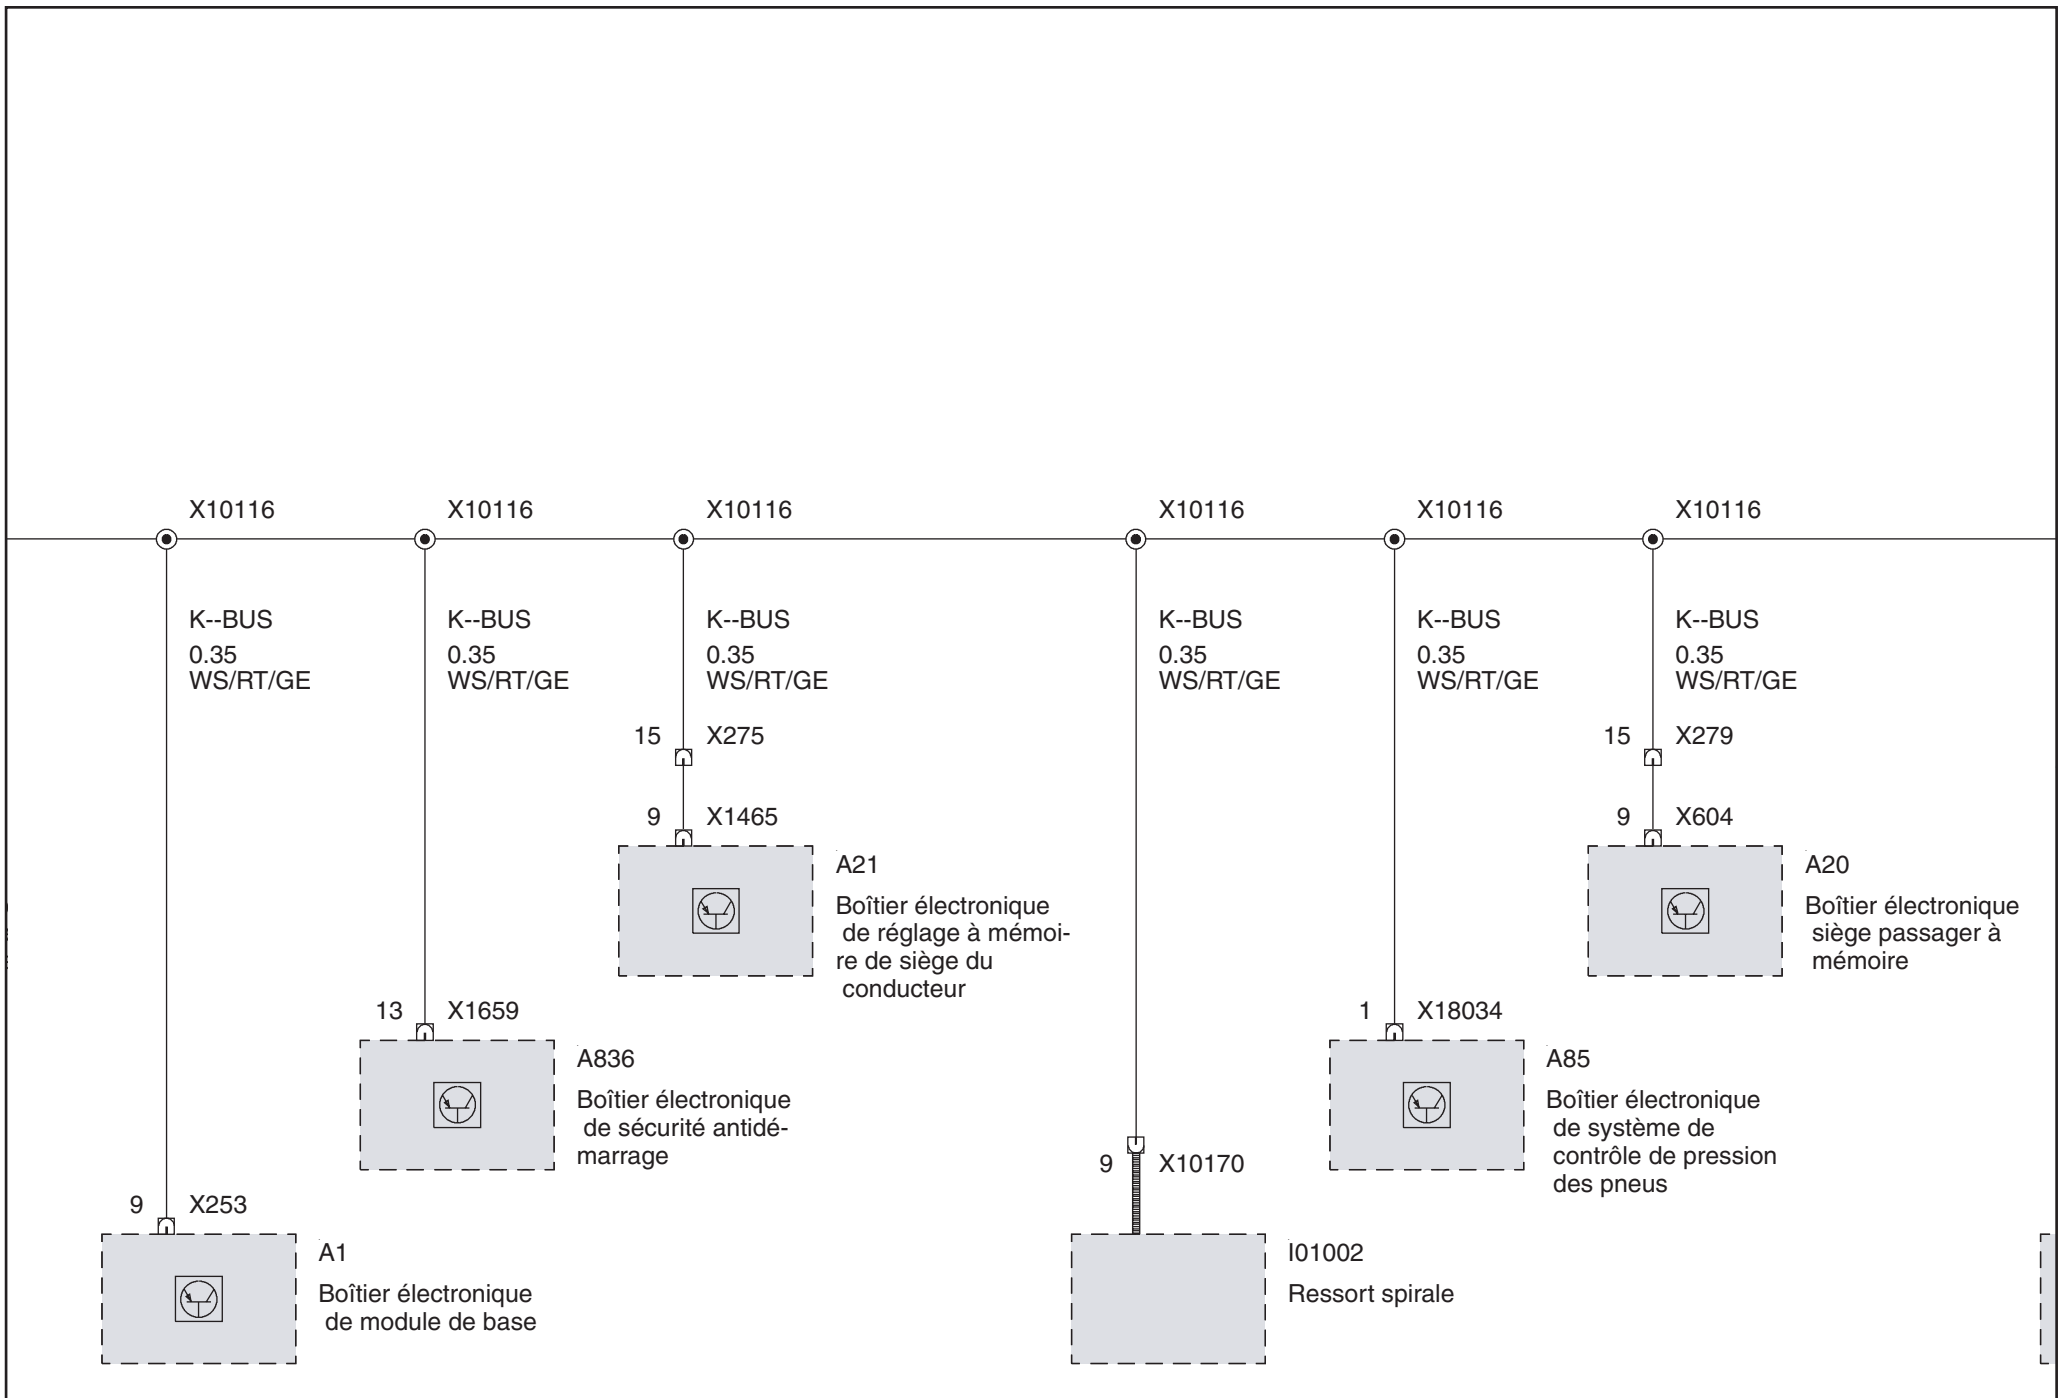 X10116
X10116
X10116
X10116
X10116
X10116
K--BUS
0.35
WS/RT/GE
K--BUS
0.35
WS/RT/GE
K--BUS
0.35
WS/RT/GE
K--BUS
0.35
WS/RT/GE
K--BUS
0.35
WS/RT/GE
K--BUS
0.35
WS/RT/GE
15 X275
15 X279
9 X1465
9 X604
A21
Boîtier électronique
de réglage à mémoi-
re de siège du
conducteur
A20
Boîtier électronique
siège passager à
mémoire
13 X1659
1 X18034
A836
Boîtier électronique
de sécurité antidé-
marrage
A85
Boîtier électronique
de système de
contrôle de pression
des pneus
9 X10170
9 X253
A1
Boîtier électronique
de module de base
I01002
Ressort spirale